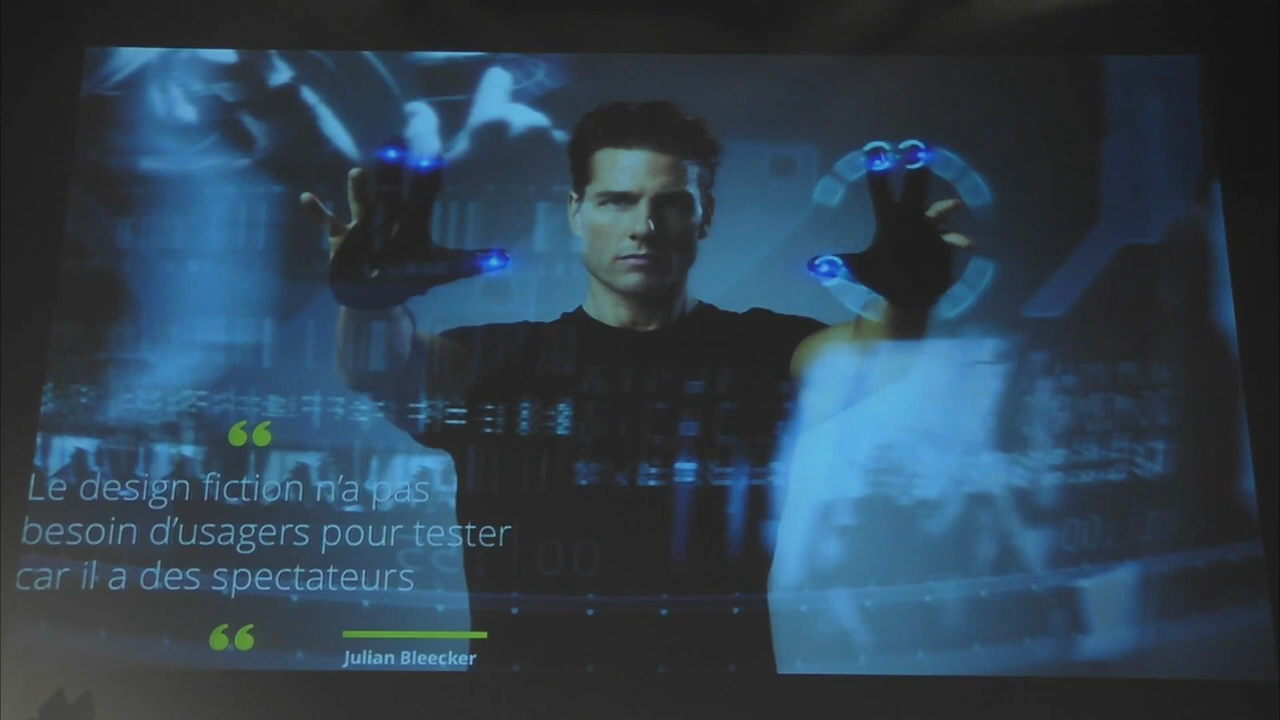 “
Le design fiction n’a pas
besoin d’usagers pour tester
car il a des spectateurs
“
Julian Bleecker